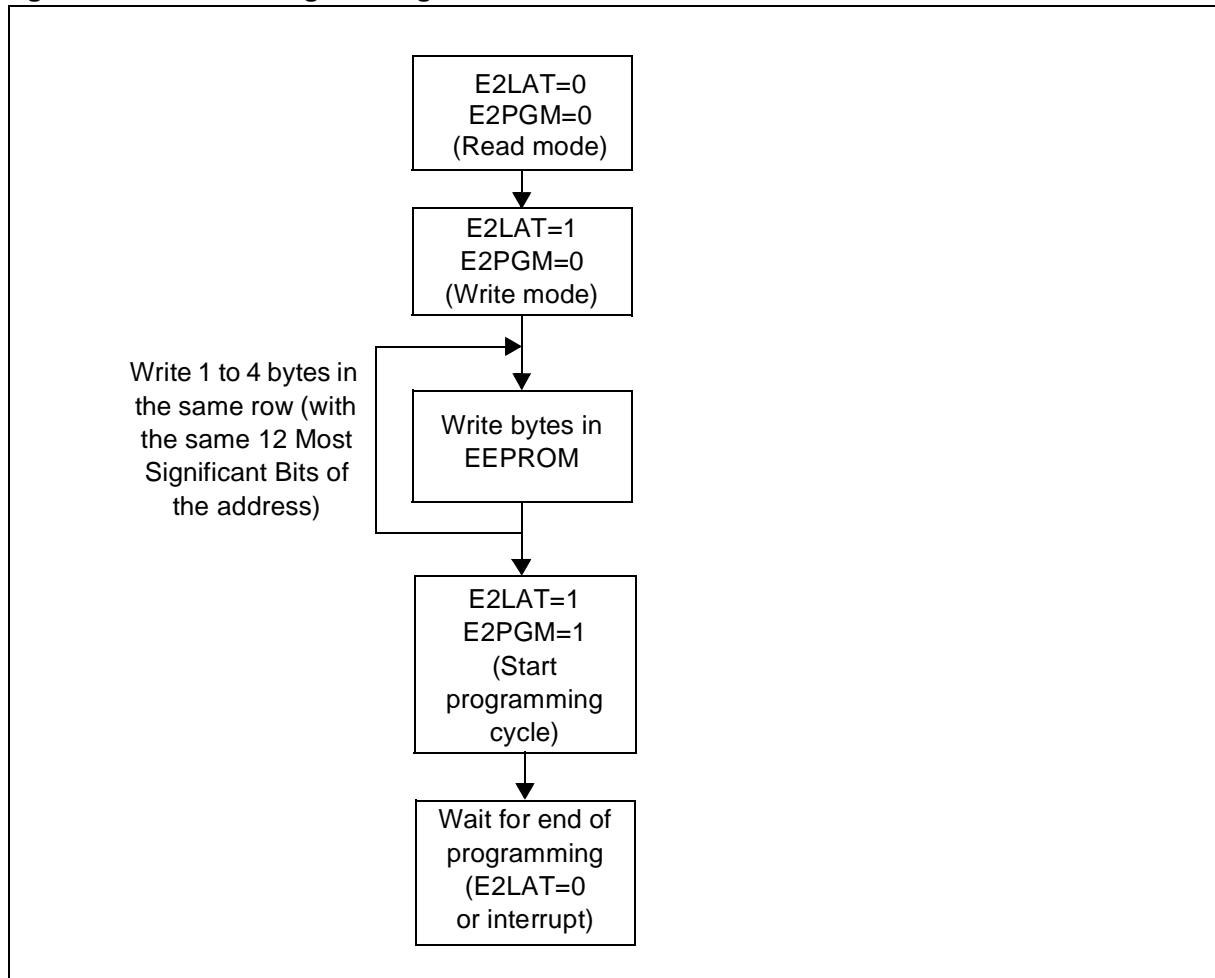 E2LAT=0
E2PGM=0
(Read mode)
E2LAT=1
E2PGM=0
(Write mode)
Write 1 to 4 bytes in
the same row (with
the same 12 Most
Significant Bits of
the address)
Write bytes in
EEPROM
E2LAT=1
E2PGM=1
(Start
programming
cycle)
Wait for end of
programming
(E2LAT=0
or interrupt)